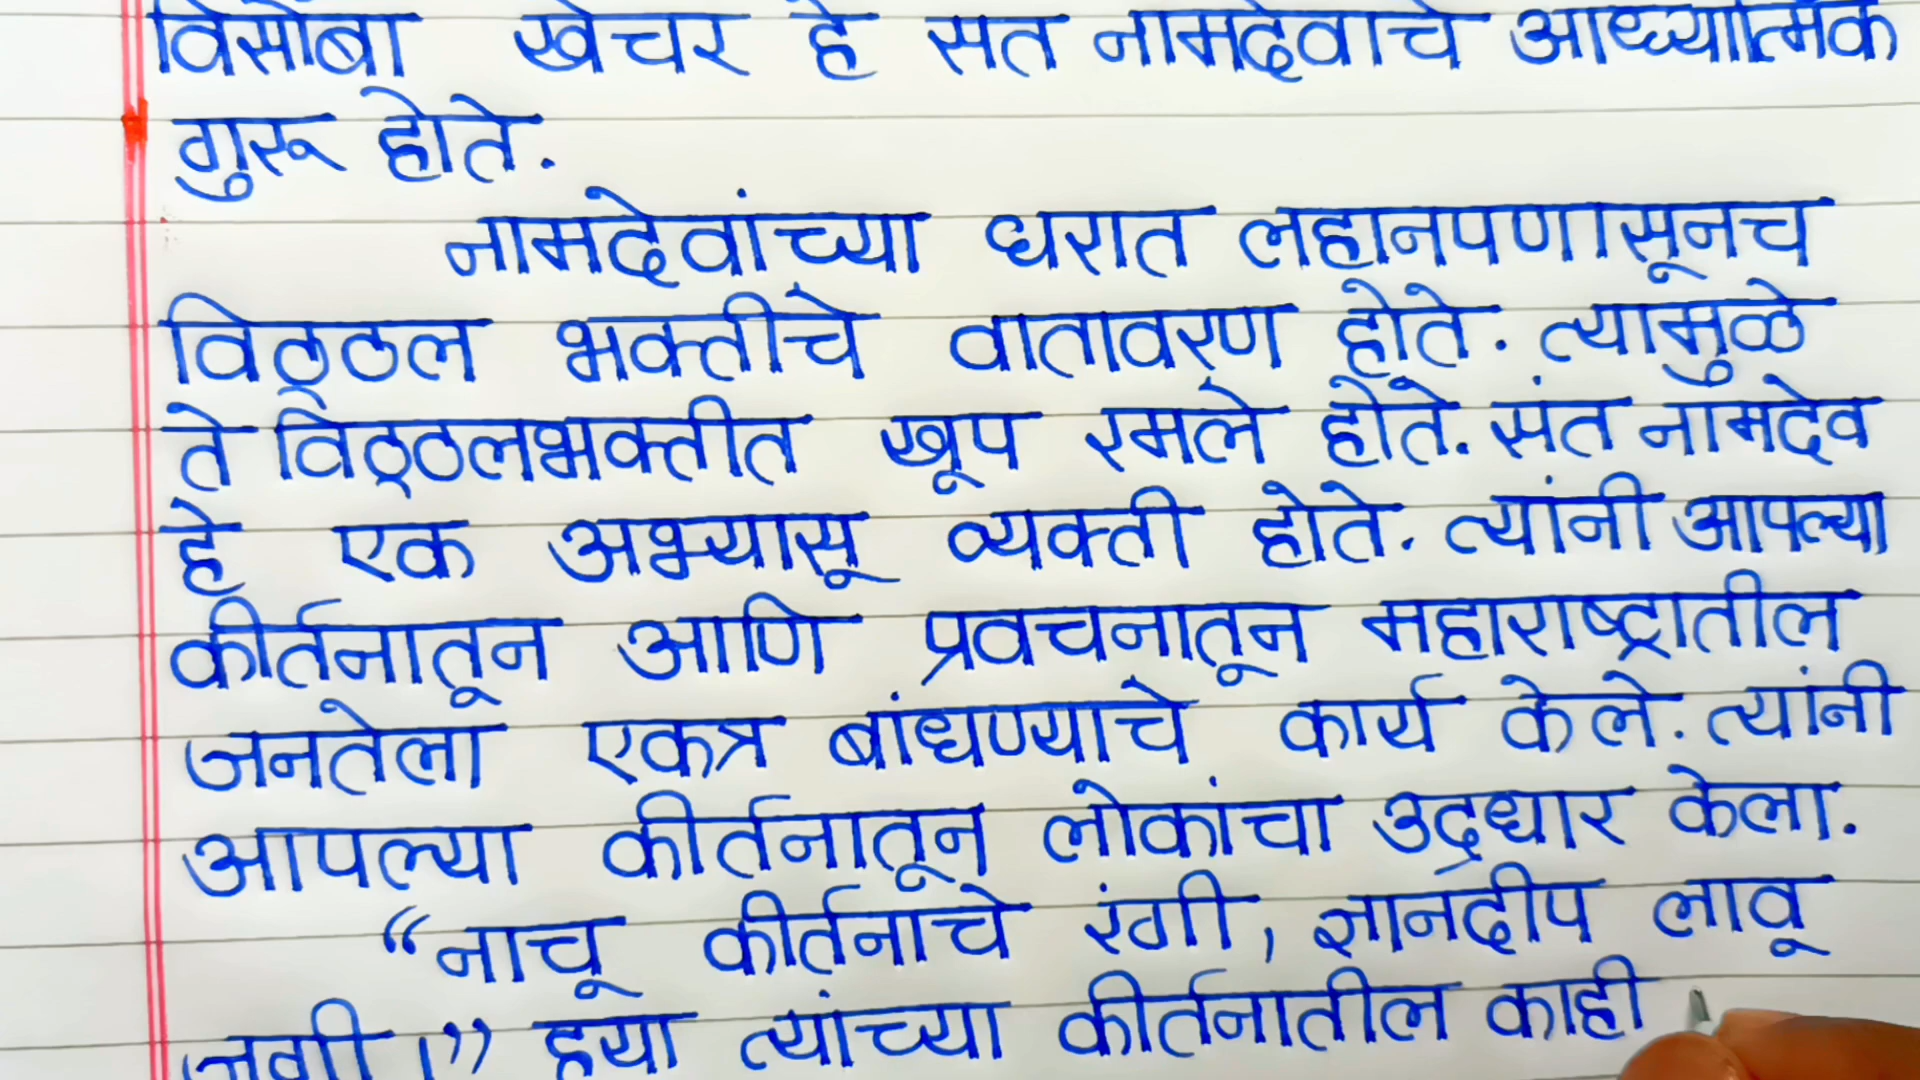 विसोबा खेचर हे संत नामदेवांचे आध्यात्मिक
गुरू होते.
नामदेवांच्या घरात लहानपणासूनच
विठ्ठल भक्तीचे वातावरण होते. त्यामुळे
ते विठ्ठलभक्तीत खूप रमले होते. संत नामदेव
हे एक अभ्यासू व्यक्ती होते. त्यांनी आपल्या
कीर्तनातून आणि प्रवचनातून महाराष्ट्रातील
जनतेला एकत्र बांधण्याचे कार्य केले. त्यांनी
आपल्या कीर्तनातून लोकांचा उद्धार केला.
“नाचू कीर्तनाचे रंगी, ज्ञानदीप लावू
जगी।” ह्या त्यांच्या कीर्तनातील काही